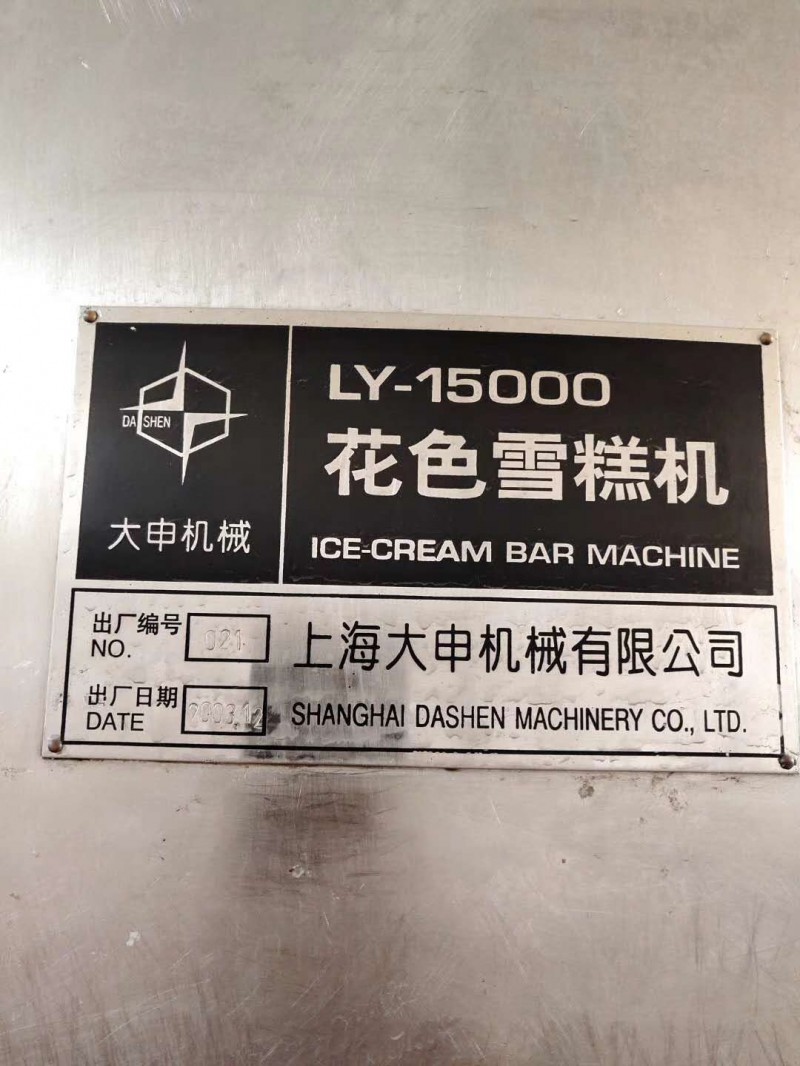 DA SHEN
大申机械
LY-15000
花色雪糕机
ICE-CREAM BAR MACHINE
出厂编号
NO.
021
上海大申机械有限公司
出厂日期
DATE
SHANGHAI DASHEN MACHINERY CO., LTD.